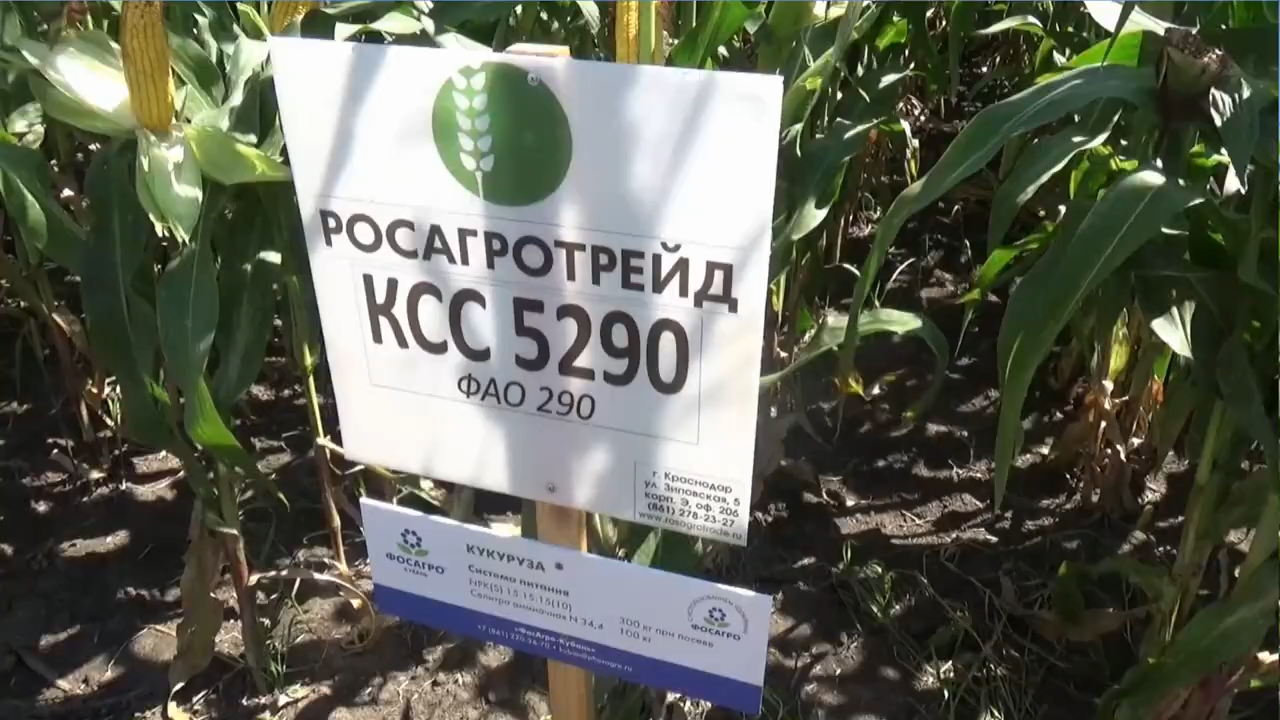 РОСАГРОТРЕЙД
КСС 5290
ФАО 290
г. Краснодар
ул. Зиповская, 5
корп. Э, оф. 206
(861) 278-23-27
www.rosagrotrade.ru
ФОСАГРО
КУБАНЬ
КУКУРУЗА
Система питания
NPK(S) 15:15:15(10) 300 кг при посеве
Селитра аммиачная N 34,4 100 кг
ФОСАГРО
«ФосАгро-Кубань»